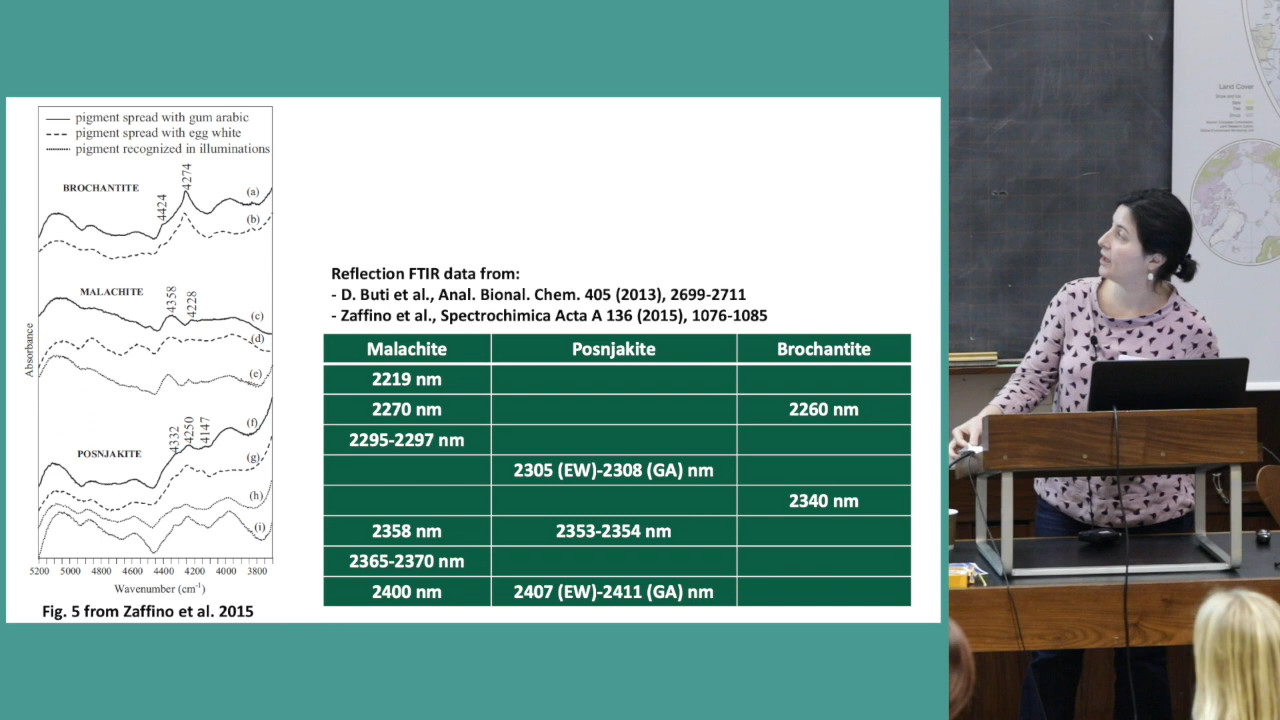 pigment spread with gum arabic
pigment spread with egg white
pigment recognized in illuminations
BROCHANTITE
4424
4274
(a)
(b)
MALACHITE
4358
4228
(c)
(d)
(e)
POSNJAKITE
4332
4250
4147
(f)
(g)
(h)
(i)
Absorbance
5200 5000 4800 4600 4400 4200 4000 3800
Wavenumber (cm⁻¹)
Fig. 5 from Zaffino et al. 2015
Reflection FTIR data from:
- D. Buti et al., Anal. Bional. Chem. 405 (2013), 2699-2711
- Zaffino et al., Spectrochimica Acta A 136 (2015), 1076-1085
Malachite Posnjakite Brochantite
2219 nm
2270 nm 2260 nm
2295-2297 nm
2305 (EW)-2308 (GA) nm
2340 nm
2358 nm 2353-2354 nm
2365-2370 nm
2400 nm 2407 (EW)-2411 (GA) nm
Land Cover